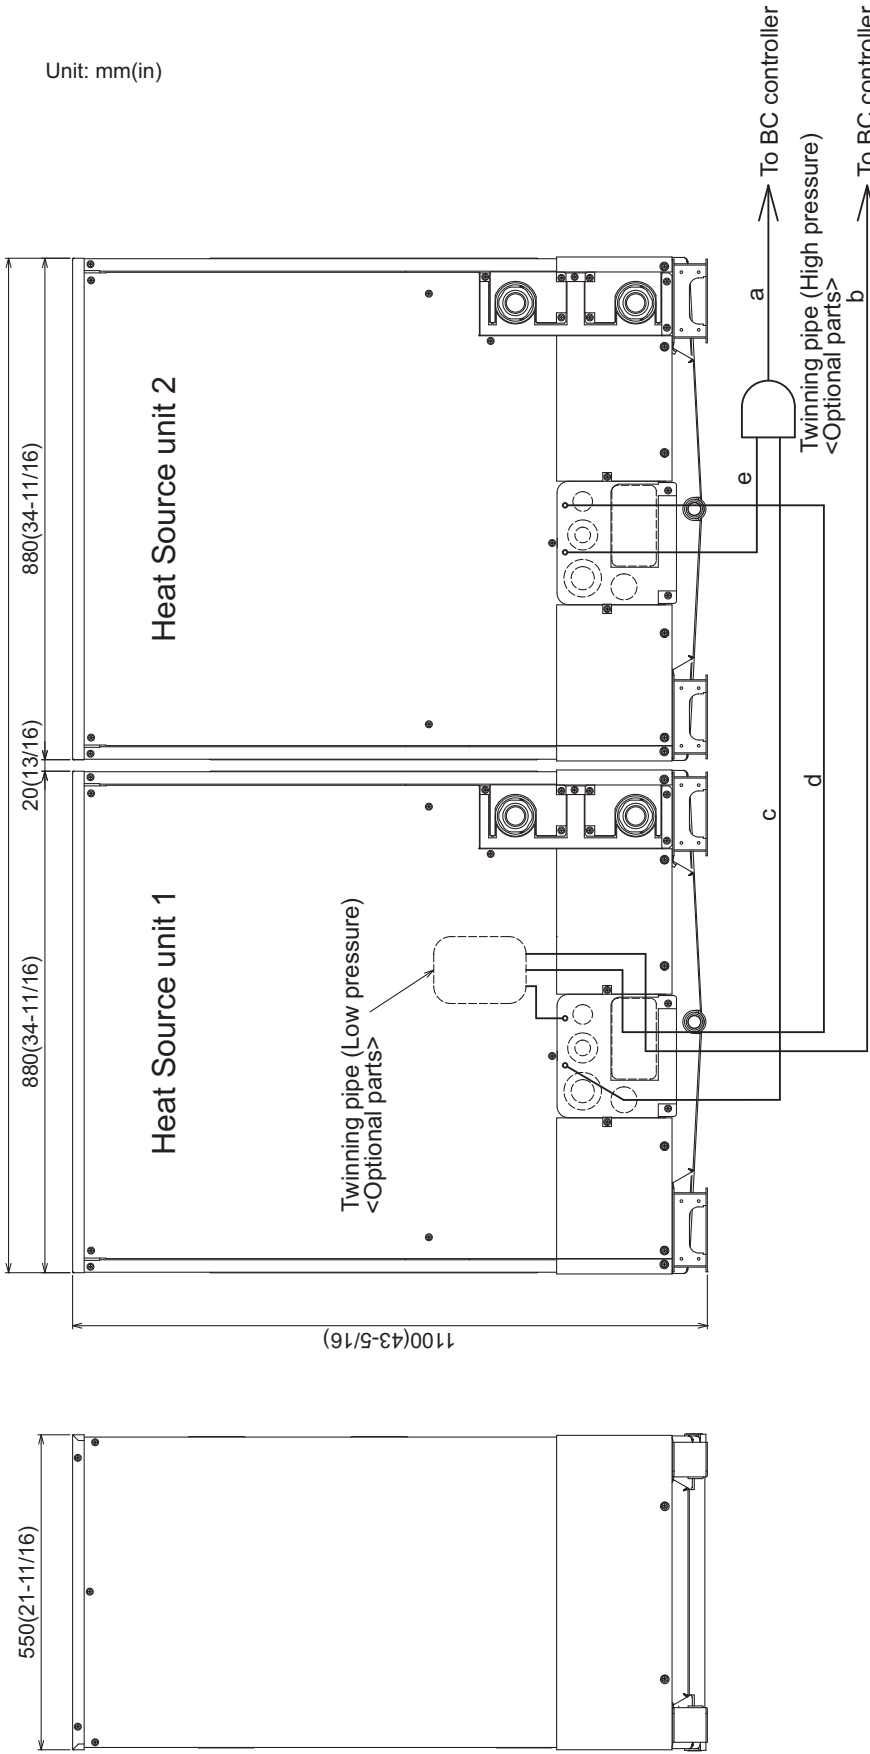 Unit: mm(in)
880(34-11/16)
20(13/16)
880(34-11/16)
Heat Source unit 2
Heat Source unit 1
Twinning pipe (Low pressure)
<Optional parts>
To BC controller
a
Twinning pipe (High pressure)
<Optional parts>
To BC controller
b
e
c
d
1100(43-5/16)
550(21-11/16)